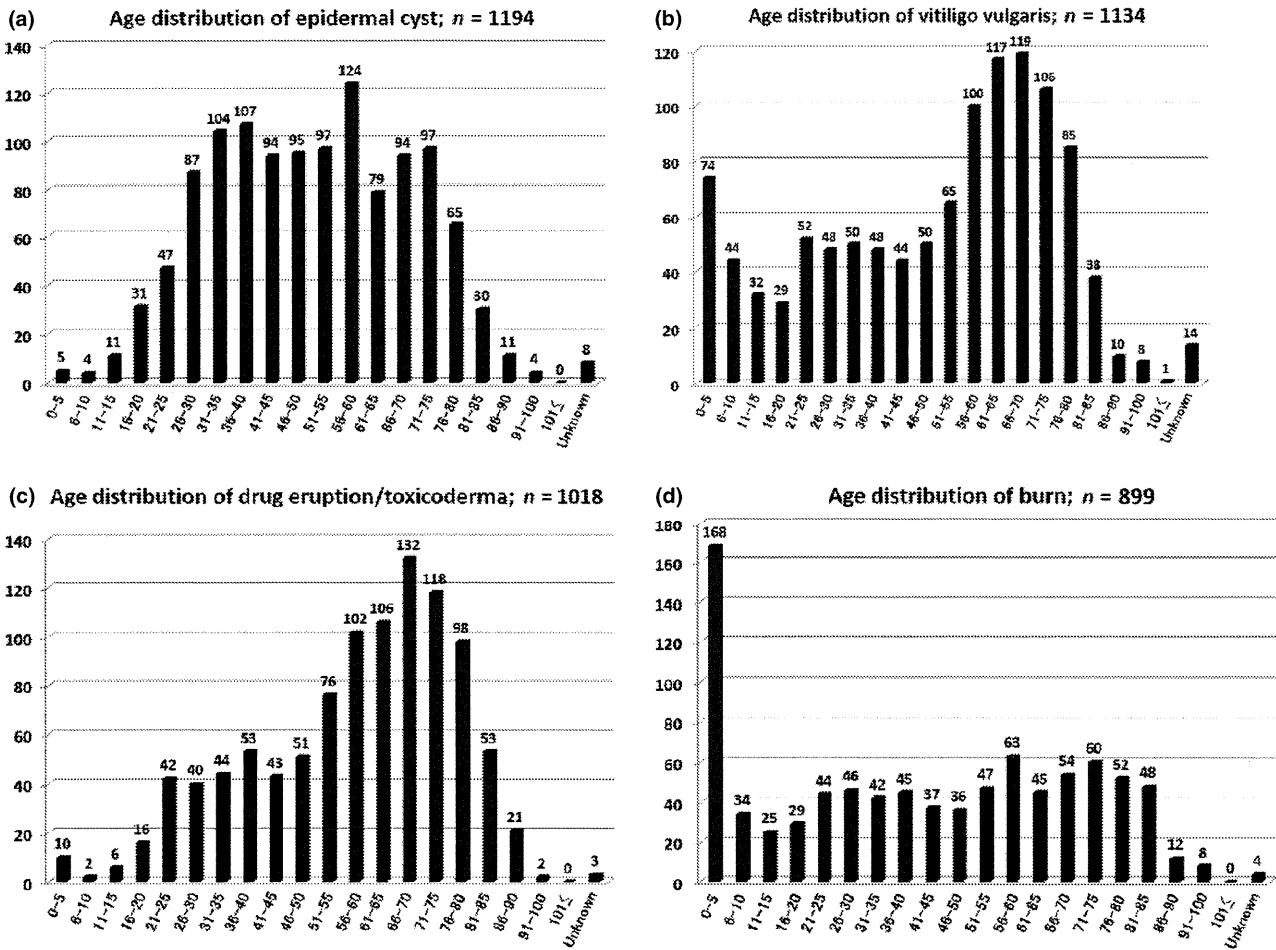 (a) Age distribution of epidermal cyst; n = 1194
140
120
100
80
60
40
20
0
5 4 11 31 47 87 104 107 94 95 97 124 79 94 97 65 30 11 4 0 8
0~5 6~10 11~15 16~20 21~25 26~30 31~35 36~40 41~45 46~50 51~55 56~60 61~65 66~70 71~75 76~80 81~85 86~90 91~100 101≤ Unknown
(b) Age distribution of vitiligo vulgaris; n = 1134
120
100
80
60
40
20
0
74 44 32 29 52 48 50 48 44 50 65 100 117 119 106 85 38 10 8 1 14
0~5 6~10 11~15 16~20 21~25 26~30 31~35 36~40 41~45 46~50 51~55 56~60 61~65 66~70 71~75 76~80 81~85 86~90 91~100 101≤ Unknown
(c) Age distribution of drug eruption/toxicoderma; n = 1018
140
120
100
80
60
40
20
0
10 2 6 16 42 40 44 53 43 51 76 102 106 132 118 98 53 21 2 0 3
0~5 6~10 11~15 16~20 21~25 26~30 31~35 36~40 41~45 46~50 51~55 56~60 61~65 66~70 71~75 76~80 81~85 86~90 91~100 101≤ Unknown
(d) Age distribution of burn; n = 899
180
160
140
120
100
80
60
40
20
0
168 34 25 29 44 46 42 45 37 36 47 63 45 54 60 52 48 12 8 0 4
0~5 6~10 11~15 16~20 21~25 26~30 31~35 36~40 41~45 46~50 51~55 56~60 61~65 66~70 71~75 76~80 81~85 86~90 91~100 101≤ Unknown